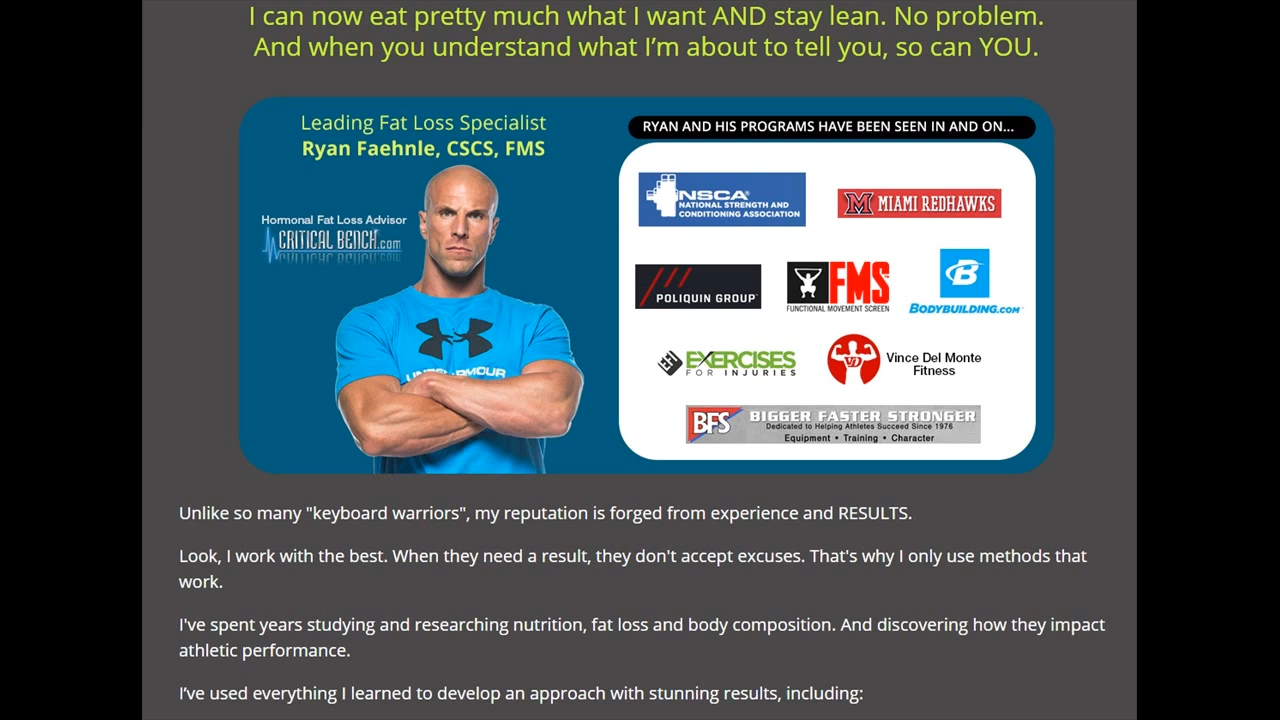 I can now eat pretty much what I want AND stay lean. No problem.
And when you understand what I’m about to tell you, so can YOU.
Leading Fat Loss Specialist
Ryan Faehnle, CSCS, FMS
Hormonal Fat Loss Advisor
CRITICAL BENCH.com
UNDER ARMOUR
RYAN AND HIS PROGRAMS HAVE BEEN SEEN IN AND ON...
NSCA®
NATIONAL STRENGTH AND
CONDITIONING ASSOCIATION
M MIAMI REDHAWKS
POLIQUIN GROUP
FMS
FUNCTIONAL MOVEMENT SCREEN
B
BODYBUILDING.com
EFI EXERCISES
FOR INJURIES
VD
Vince Del Monte
Fitness
BFS BIGGER FASTER STRONGER
Dedicated to Helping Athletes Succeed Since 1976
Equipment • Training • Character
Unlike so many "keyboard warriors", my reputation is forged from experience and RESULTS.
Look, I work with the best. When they need a result, they don't accept excuses. That's why I only use methods that
work.
I've spent years studying and researching nutrition, fat loss and body composition. And discovering how they impact
athletic performance.
I’ve used everything I learned to develop an approach with stunning results, including: